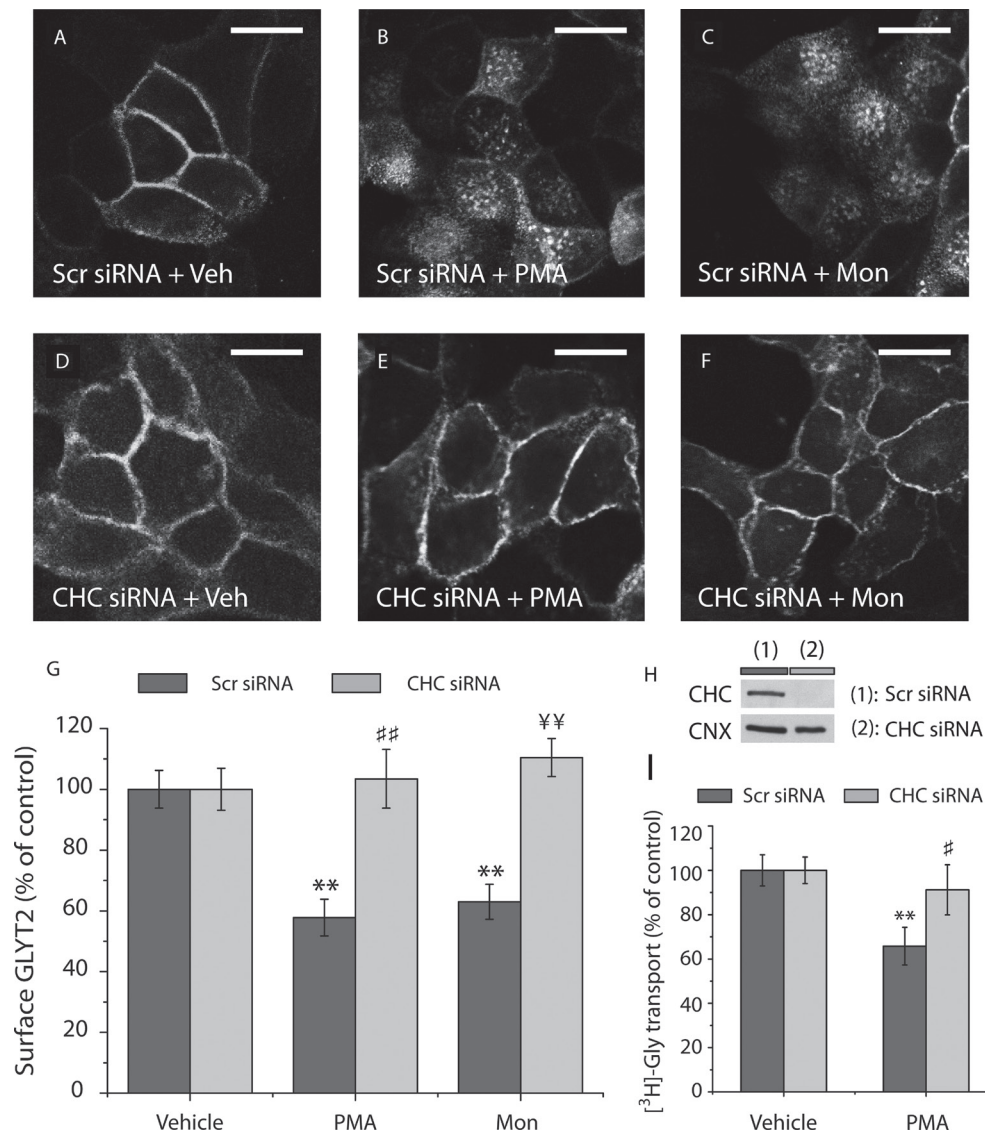 A
B
C
Scr siRNA + Veh
Scr siRNA + PMA
Scr siRNA + Mon
D
E
F
CHC siRNA + Veh
CHC siRNA + PMA
CHC siRNA + Mon
G
Scr siRNA
CHC siRNA
Surface GLYT2 (% of control)
120
100
80
60
40
20
0
**
♯♯
**
¥¥
Vehicle
PMA
Mon
H
(1) (2)
CHC
(1): Scr siRNA
CNX
(2): CHC siRNA
I
Scr siRNA
CHC siRNA
[³H]-Gly transport (% of control)
120
100
80
60
40
20
0
**
♯
Vehicle
PMA